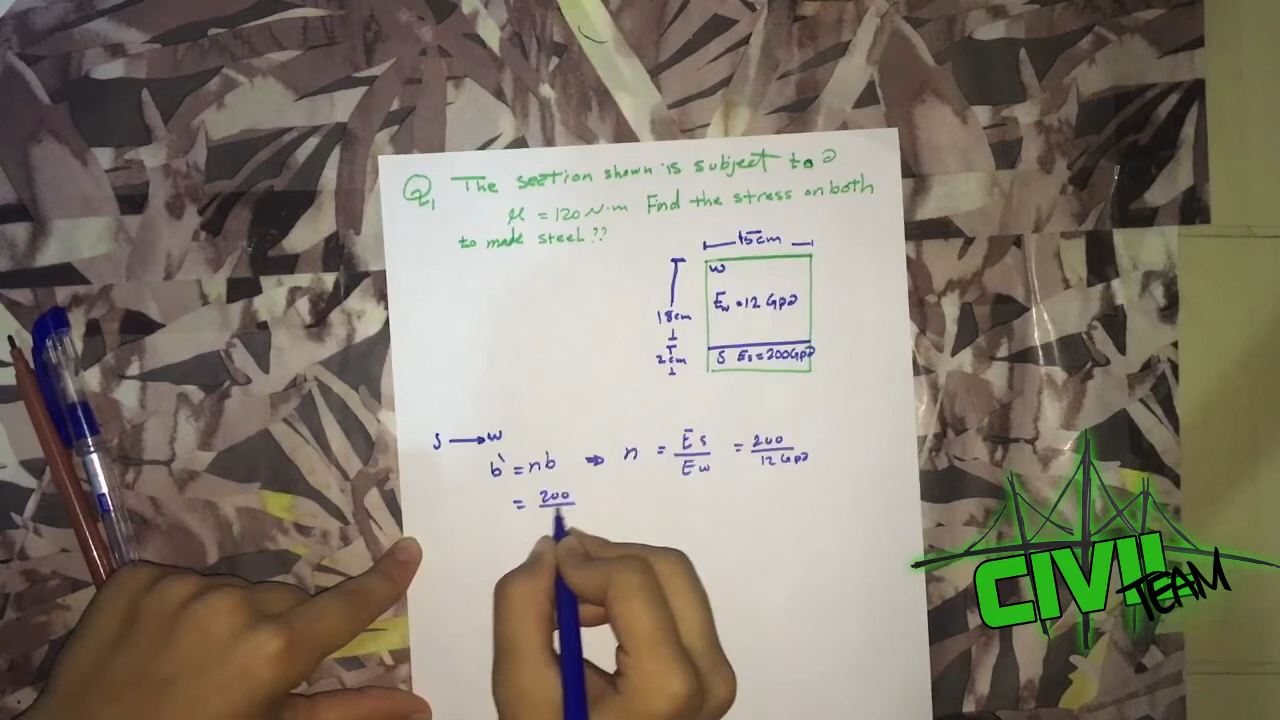 Q1 The section shown is subject to a
M = 120 N.m Find the stress on both
to made steel??
15cm
W
Ew = 12 Gpa
18cm
2cm
S Es = 200Gpa
S → W
b` = nb ⇒ n = Es/Ew = 200/12 Gpa
= 200
CIVIL
TEAM